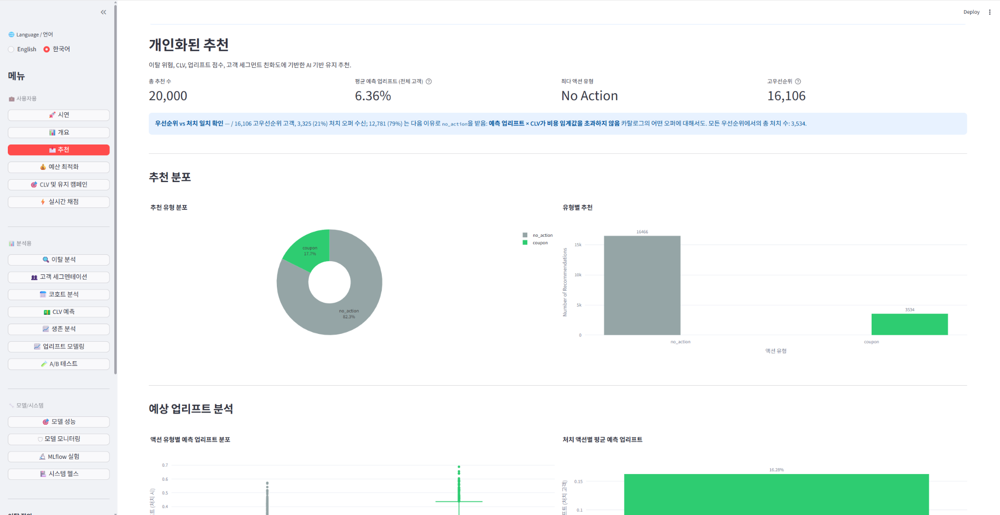 Deploy
Language / 언어
English
한국어
메뉴
사용자용
시연
개요
추천
예산 최적화
CLV 및 유지 캠페인
실시간 채점
분석용
이탈 분석
고객 세그멘테이션
코호트 분석
CLV 예측
생존 분석
업리프트 모델링
A/B 테스트
모델/시스템
모델 성능
모델 모니터링
MLflow 실험
시스템 헬스
개인화된 추천
이탈 위험, CLV, 업리프트 점수, 고객 세그먼트 친화도에 기반한 AI 기반 유지 추천.
총 추천 수
20,000
평균 예측 업리프트 (전체 고객)
6.36%
최다 액션 유형
No Action
고우선순위
16,106
우선순위 vs 처치 일치 확인 — / 16,106 고우선순위 고객, 3,325 (21%) 처치 오퍼 수신; 12,781 (79%) 는 다음 이유로 no_action을 받음: 예측 업리프트 × CLV가 비용 임계값을 초과하지 않음 카탈로그의 어떤 오퍼에 대해서도. 모든 우선순위에서의 총 처치 수: 3,534.
추천 분포
추천 유형 분포
coupon
17.7%
no_action
82.3%
no_action
coupon
유형별 추천
Number of Recommendations
15k
10k
5k
0
16466
3534
no_action
coupon
액션 유형
예상 업리프트 분석
액션 유형별 예측 업리프트 분포
0.7
0.6
0.5
0.4
처치 액션별 평균 예측 업리프트
16.28%
0.15
0.1